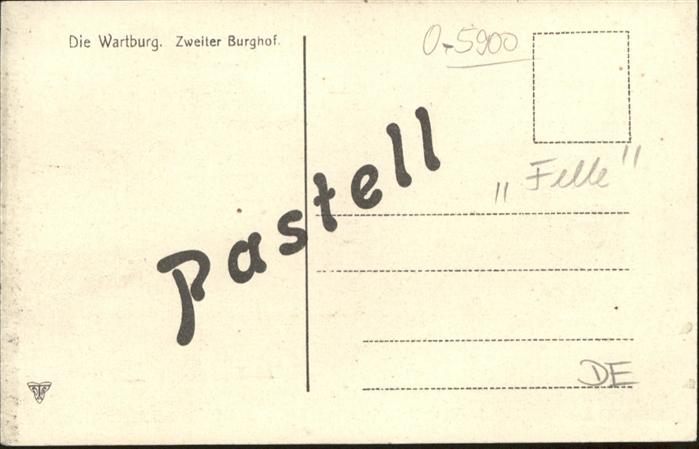 Die Wartburg. Zweiter Burghof.
O-5900
Pastell
"Felle"
DE